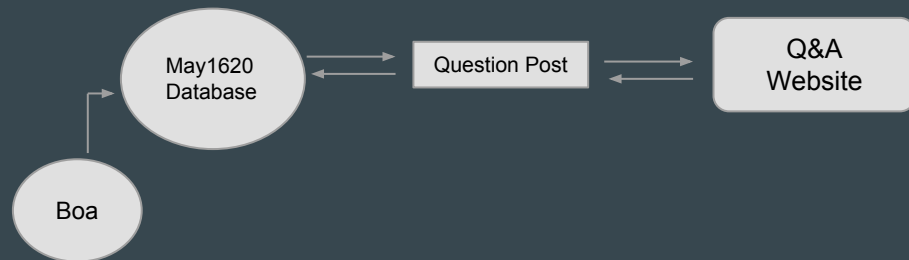 May1620
Database
Question Post
Q&A
Website
Boa